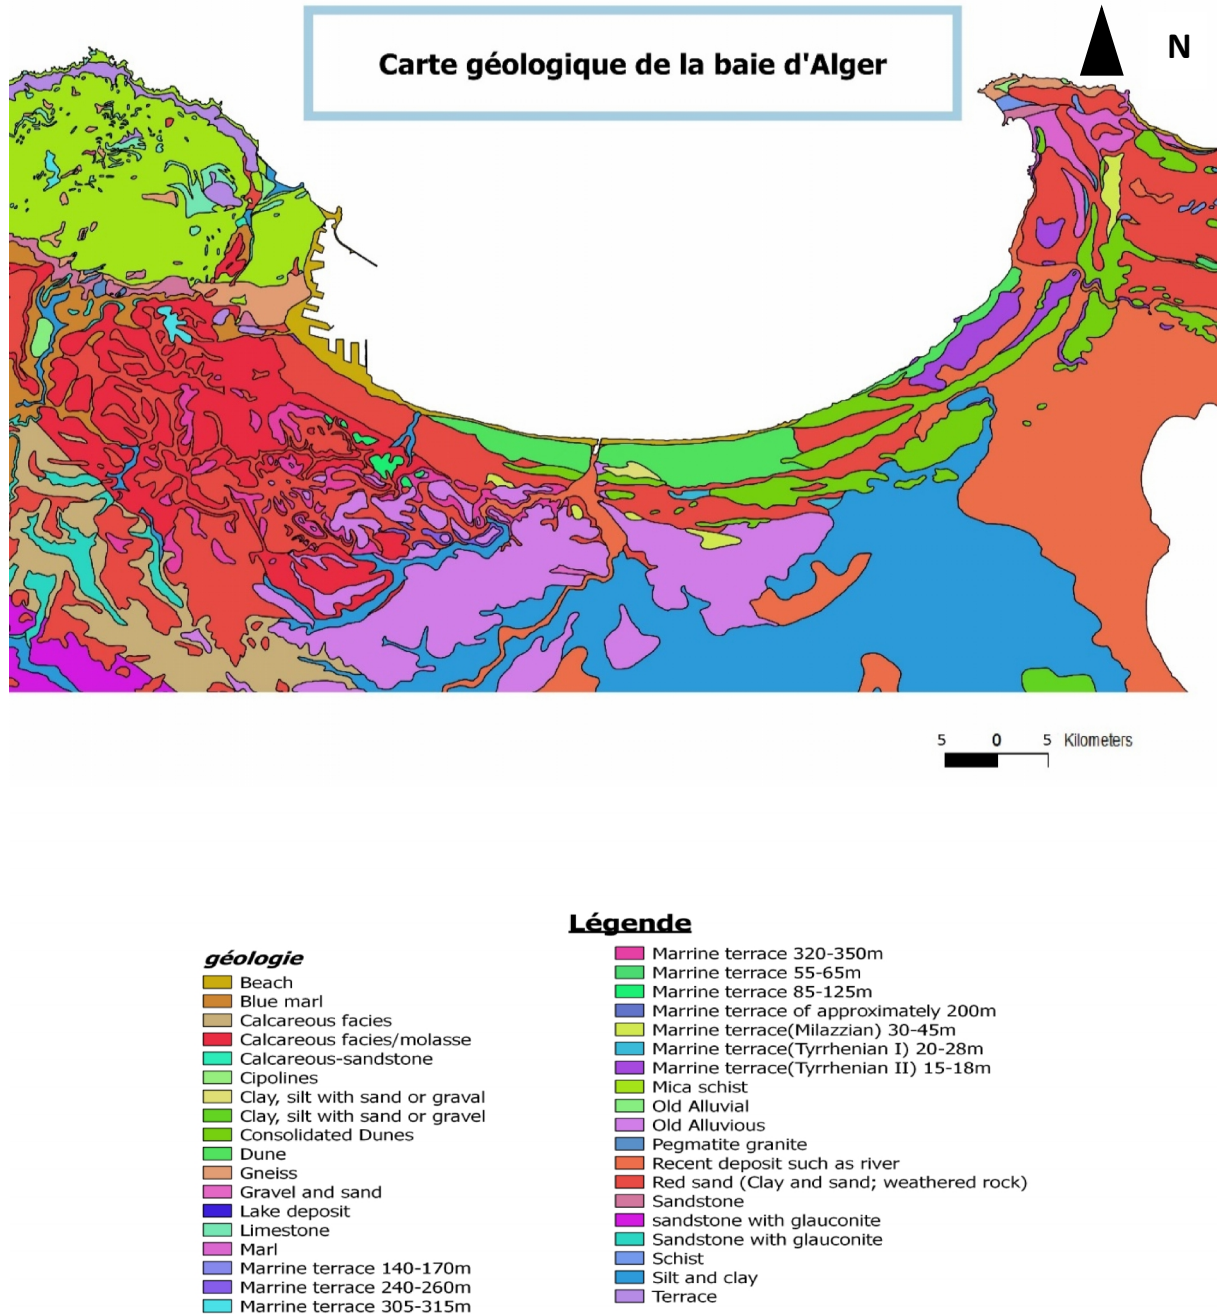 Carte géologique de la baie d'Alger
N
5 0 5 Kilometers
Légende
géologie
Beach
Blue marl
Calcareous facies
Calcareous facies/molasse
Calcareous-sandstone
Cipolines
Clay, silt with sand or graval
Clay, silt with sand or gravel
Consolidated Dunes
Dune
Gneiss
Gravel and sand
Lake deposit
Limestone
Marl
Marrine terrace 140-170m
Marrine terrace 240-260m
Marrine terrace 305-315m
Marrine terrace 320-350m
Marrine terrace 55-65m
Marrine terrace 85-125m
Marrine terrace of approximately 200m
Marrine terrace(Milazzian) 30-45m
Marrine terrace(Tyrrhenian I) 20-28m
Marrine terrace(Tyrrhenian II) 15-18m
Mica schist
Old Alluvial
Old Alluvious
Pegmatite granite
Recent deposit such as river
Red sand (Clay and sand; weathered rock)
Sandstone
sandstone with glauconite
Sandstone with glauconite
Schist
Silt and clay
Terrace